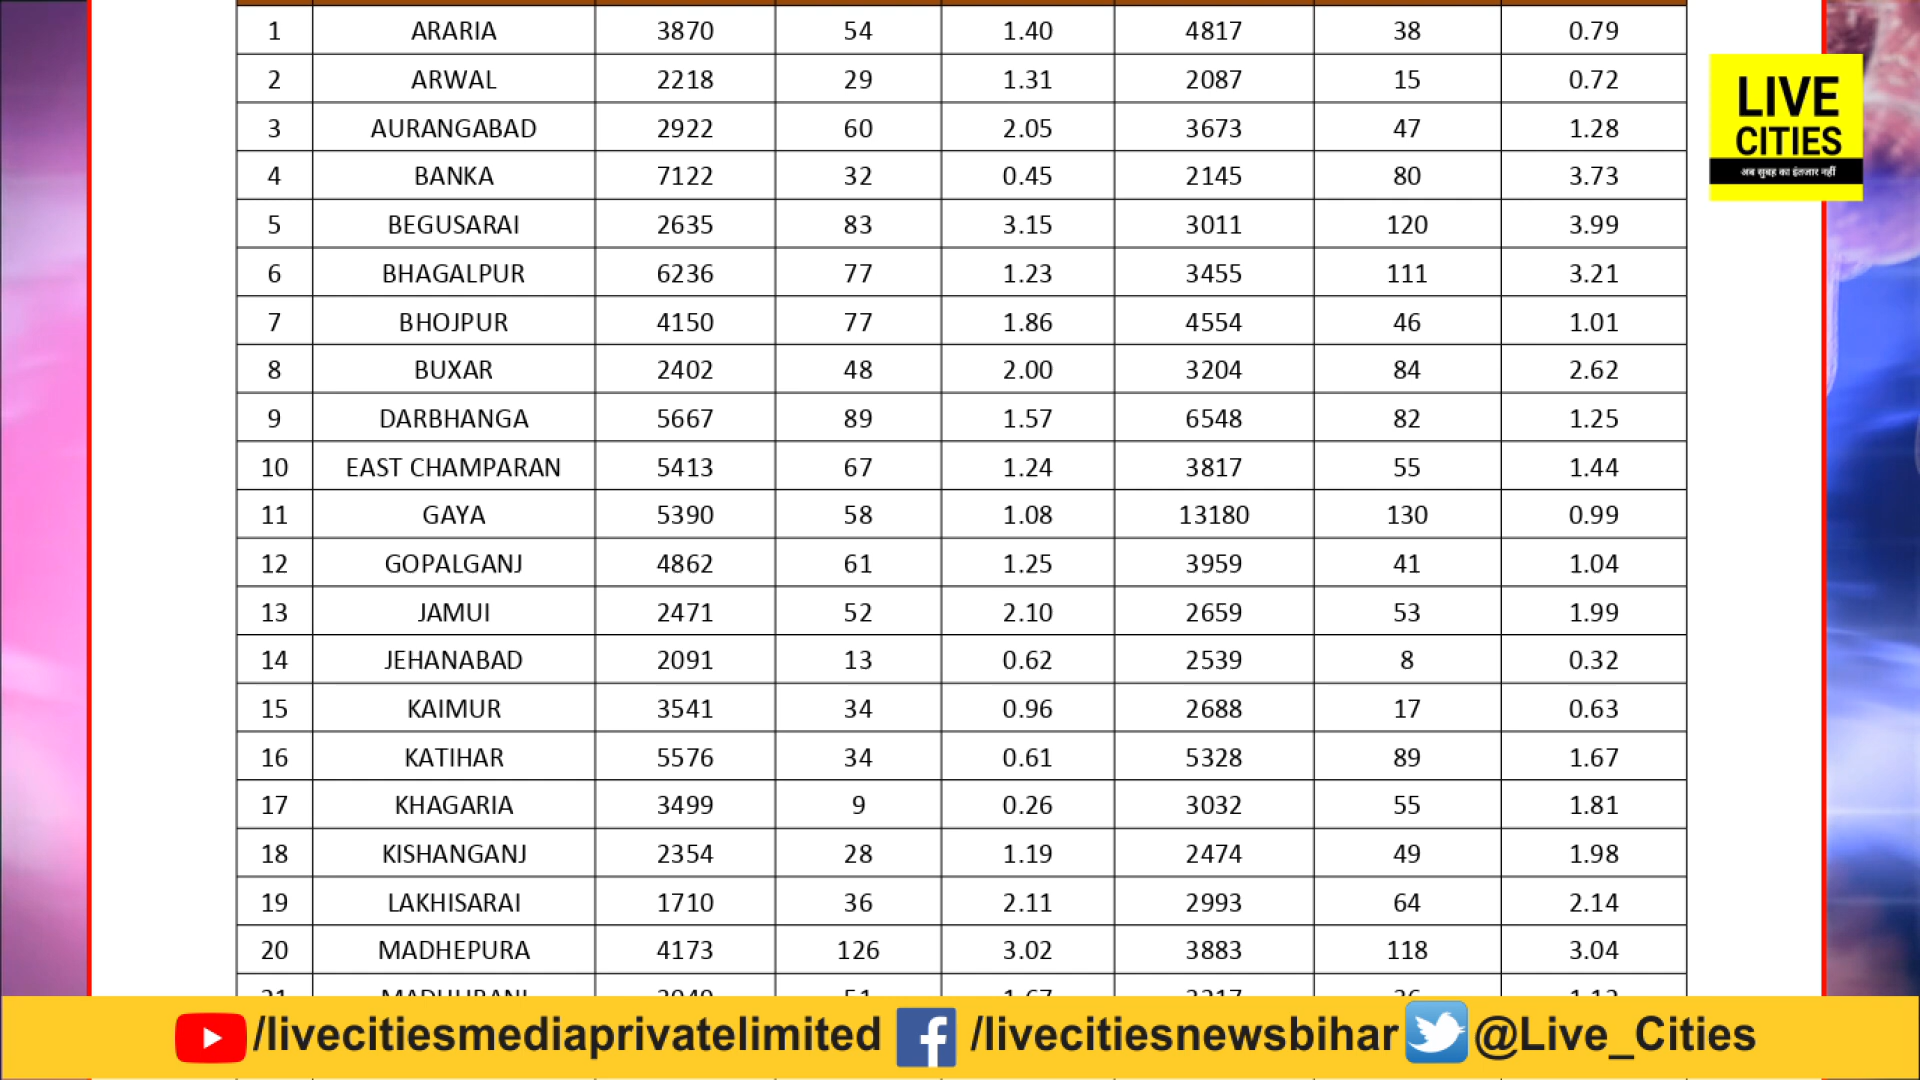 1 ARARIA 3870 54 1.40 4817 38 0.79
2 ARWAL 2218 29 1.31 2087 15 0.72
3 AURANGABAD 2922 60 2.05 3673 47 1.28
4 BANKA 7122 32 0.45 2145 80 3.73
5 BEGUSARAI 2635 83 3.15 3011 120 3.99
6 BHAGALPUR 6236 77 1.23 3455 111 3.21
7 BHOJPUR 4150 77 1.86 4554 46 1.01
8 BUXAR 2402 48 2.00 3204 84 2.62
9 DARBHANGA 5667 89 1.57 6548 82 1.25
10 EAST CHAMPARAN 5413 67 1.24 3817 55 1.44
11 GAYA 5390 58 1.08 13180 130 0.99
12 GOPALGANJ 4862 61 1.25 3959 41 1.04
13 JAMUI 2471 52 2.10 2659 53 1.99
14 JEHANABAD 2091 13 0.62 2539 8 0.32
15 KAIMUR 3541 34 0.96 2688 17 0.63
16 KATIHAR 5576 34 0.61 5328 89 1.67
17 KHAGARIA 3499 9 0.26 3032 55 1.81
18 KISHANGANJ 2354 28 1.19 2474 49 1.98
19 LAKHISARAI 1710 36 2.11 2993 64 2.14
20 MADHEPURA 4173 126 3.02 3883 118 3.04
LIVE
CITIES
अब सुबह का इंतजार नहीं
/livecitiesmediaprivatelimited /livecitiesnewsbihar @Live_Cities